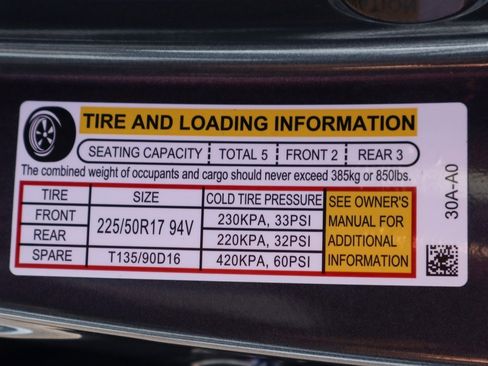 TIRE AND LOADING INFORMATION
SEATING CAPACITY TOTAL 5 FRONT 2 REAR 3
The combined weight of occupants and cargo should never exceed 385kg or 850lbs.
TIRE SIZE COLD TIRE PRESSURE SEE OWNER'S
FRONT 225/50R17 94V 230KPA, 33PSI MANUAL FOR
REAR 220KPA, 32PSI ADDITIONAL
SPARE T135/90D16 420KPA, 60PSI INFORMATION
30A-A0